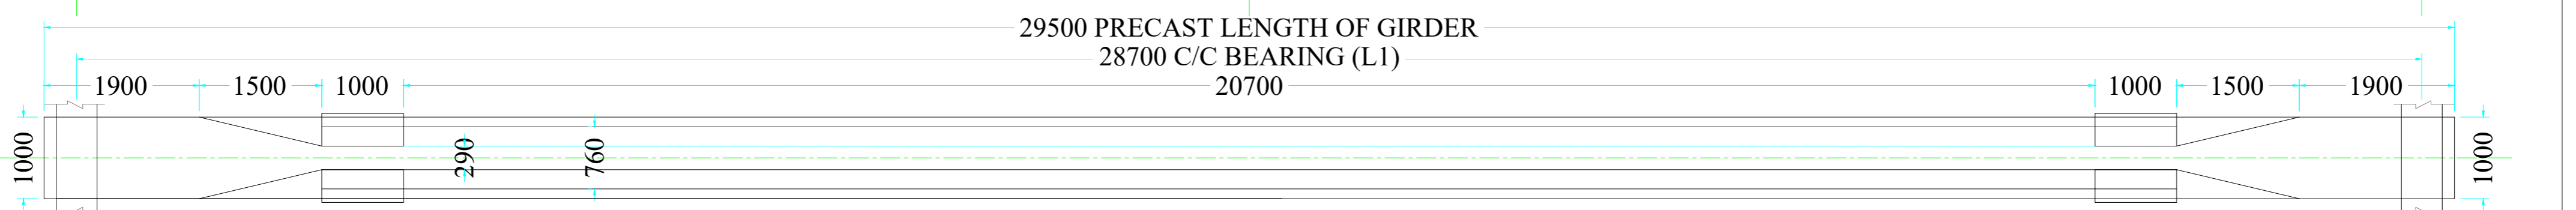 29500 PRECAST LENGTH OF GIRDER
28700 C/C BEARING (L1)
1900 1500 1000 20700 1000 1500 1900
1000 290 760 1000